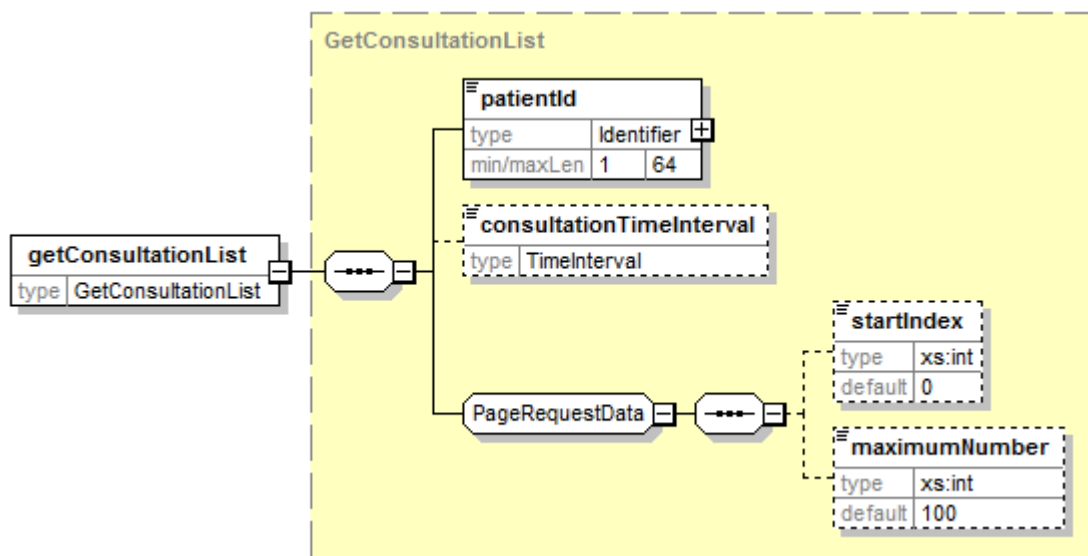 GetConsultationList
patientId
type Identifier
min/maxLen 1 64
consultationTimeInterval
type TimeInterval
getConsultationList
type GetConsultationList
startIndex
type xs:int
default 0
PageRequestData
maximumNumber
type xs:int
default 100